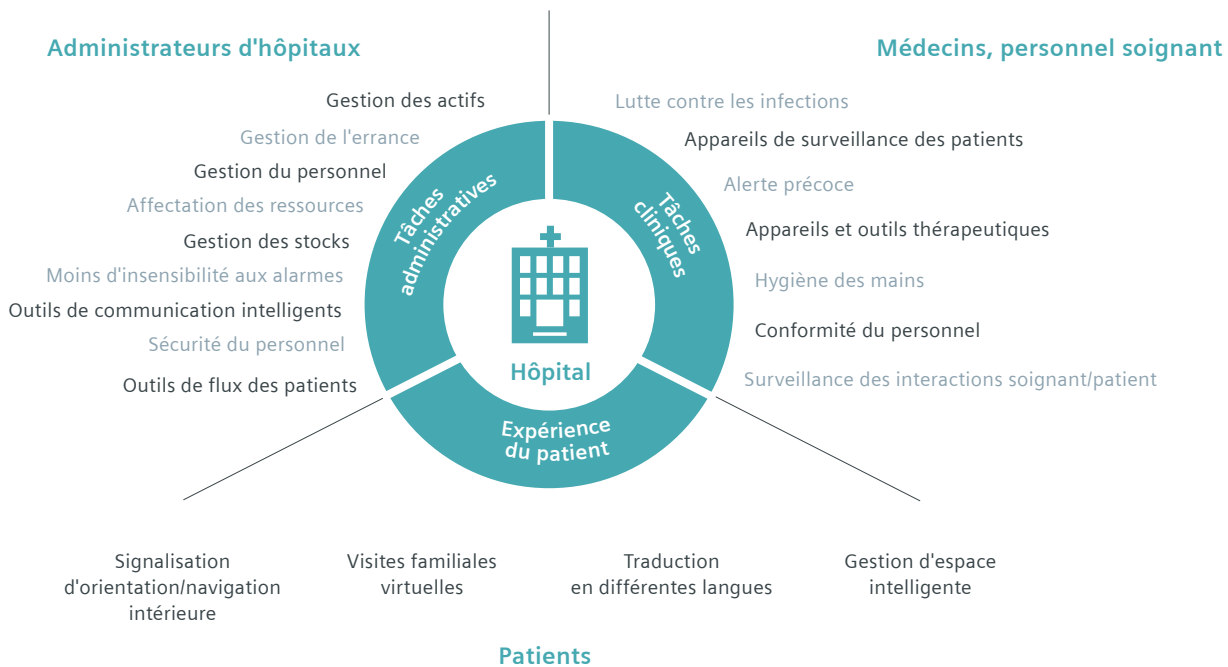 Administrateurs d'hôpitaux
Gestion des actifs
Gestion de l'errance
Gestion du personnel
Affectation des ressources
Gestion des stocks
Moins d'insensibilité aux alarmes
Outils de communication intelligents
Sécurité du personnel
Outils de flux des patients
Médecins, personnel soignant
Lutte contre les infections
Appareils de surveillance des patients
Alerte précoce
Appareils et outils thérapeutiques
Hygiène des mains
Conformité du personnel
Surveillance des interactions soignant/patient
Tâches
administratives
Tâches
cliniques
Hôpital
Expérience
du patient
Signalisation
d'orientation/navigation
intérieure
Visites familiales
virtuelles
Traduction
en différentes langues
Gestion d'espace
intelligente
Patients